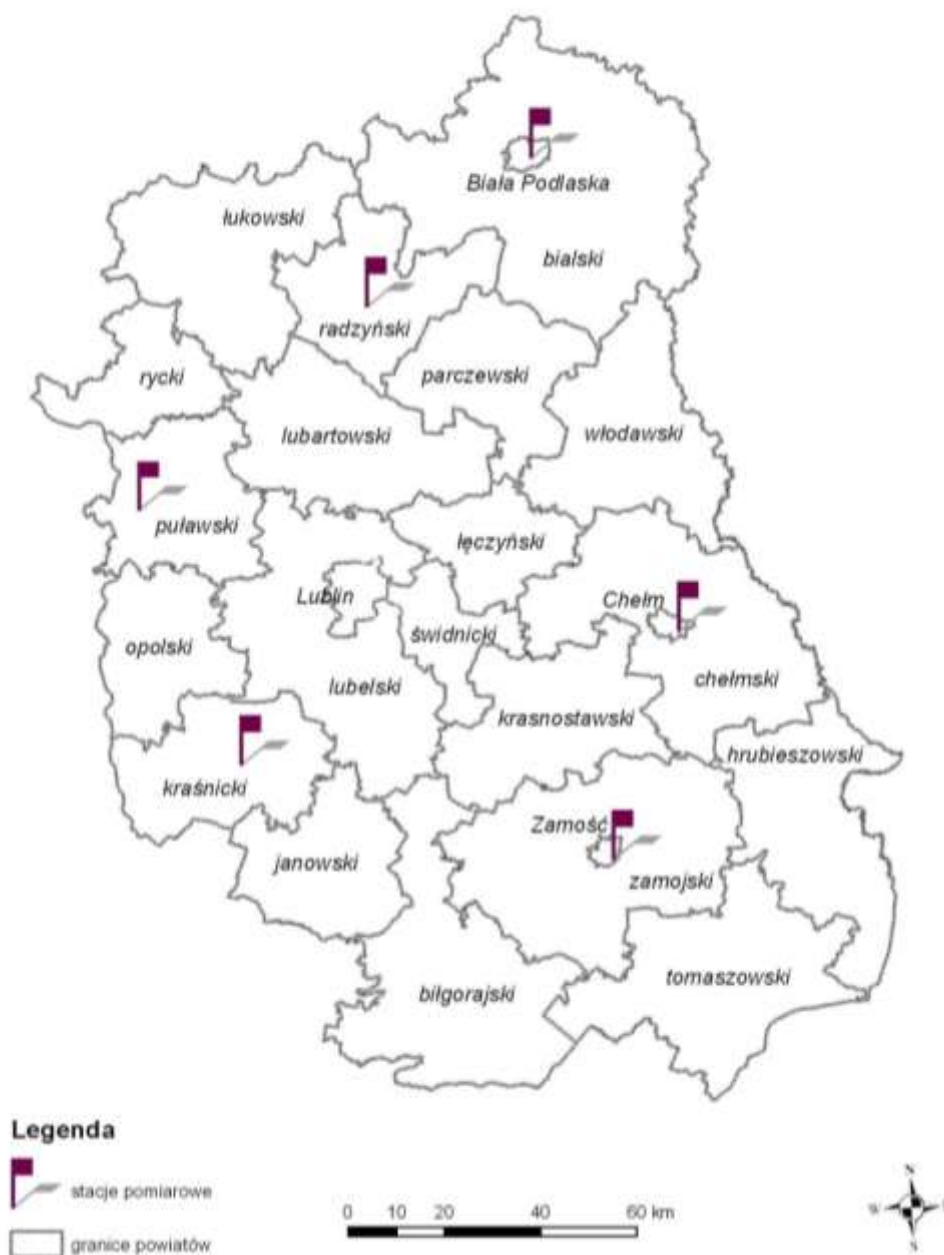 Biała Podlaska
łukowski
bialski
radzyński
rycki
parczewski
lubartowski
włodawski
puławski
łęczyński
Lublin
Chełm
świdnicki
opolski
lubelski
chełmski
krasnostawski
hrubieszowski
kraśnicki
Zamość
janowski
zamojski
tomaszowski
biłgorajski
Legenda
stacje pomiarowe
granice powiatów
0 10 20 40 60 km
N
W
S